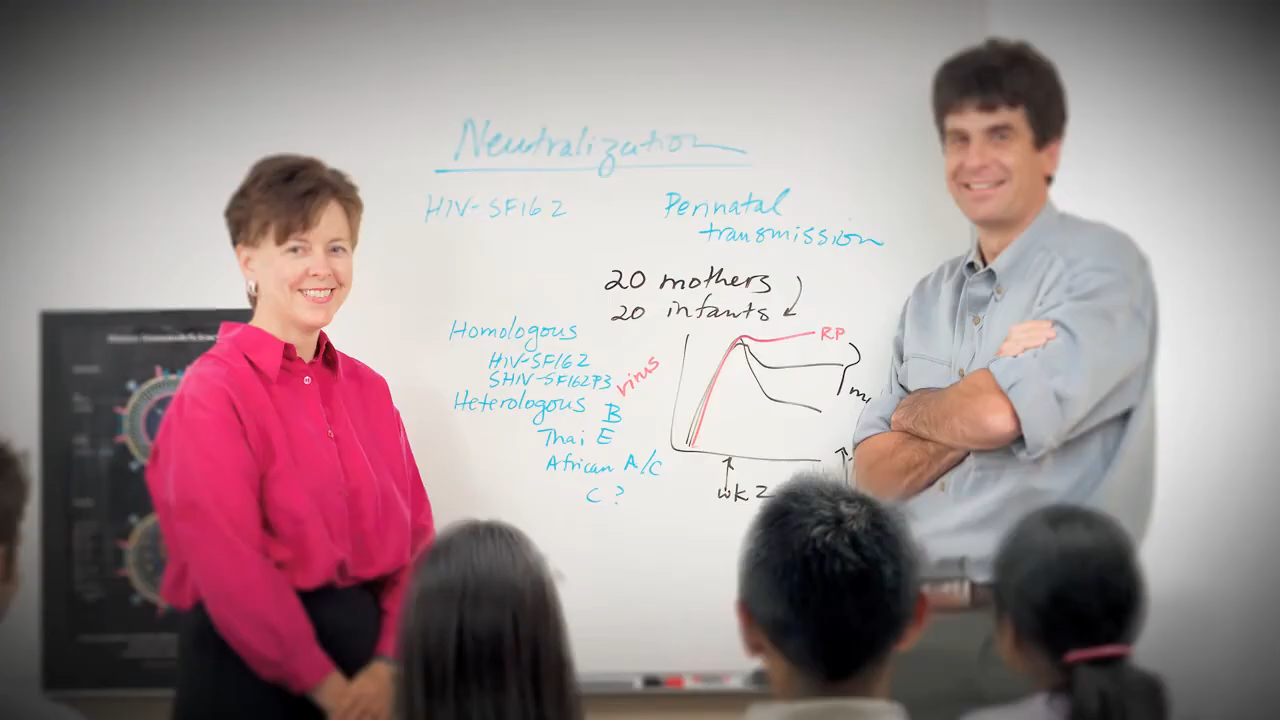 Neutralization
HIV-SF162
Perinatal
transmission
20 mothers
20 infants
Homologous
HIV-SF162
SHIV-SF162P3
virus
Heterologous B
Thai E
African A/C
C?
RP
wk 2